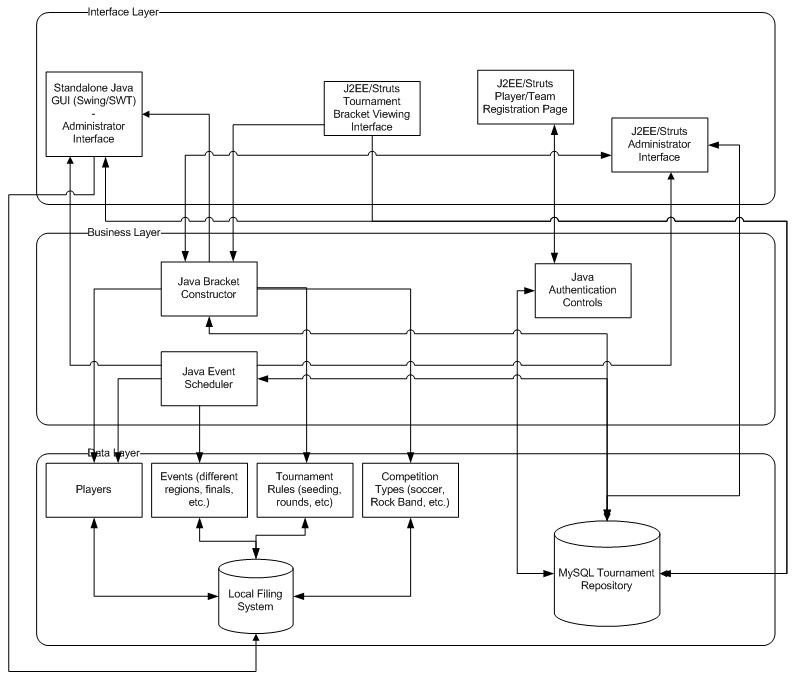 Interface Layer
Standalone Java
GUI (Swing/SWT)
-
Administrator
Interface
J2EE/Struts
Tournament
Bracket Viewing
Interface
J2EE/Struts
Player/Team
Registration Page
J2EE/Struts
Administrator
Interface
Business Layer
Java Bracket
Constructor
Java
Authentication
Controls
Java Event
Scheduler
Data Layer
Players
Events (different
regions, finals,
etc.)
Tournament
Rules (seeding,
rounds, etc)
Competition
Types (soccer,
Rock Band, etc.)
Local Filing
System
MySQL Tournament
Repository